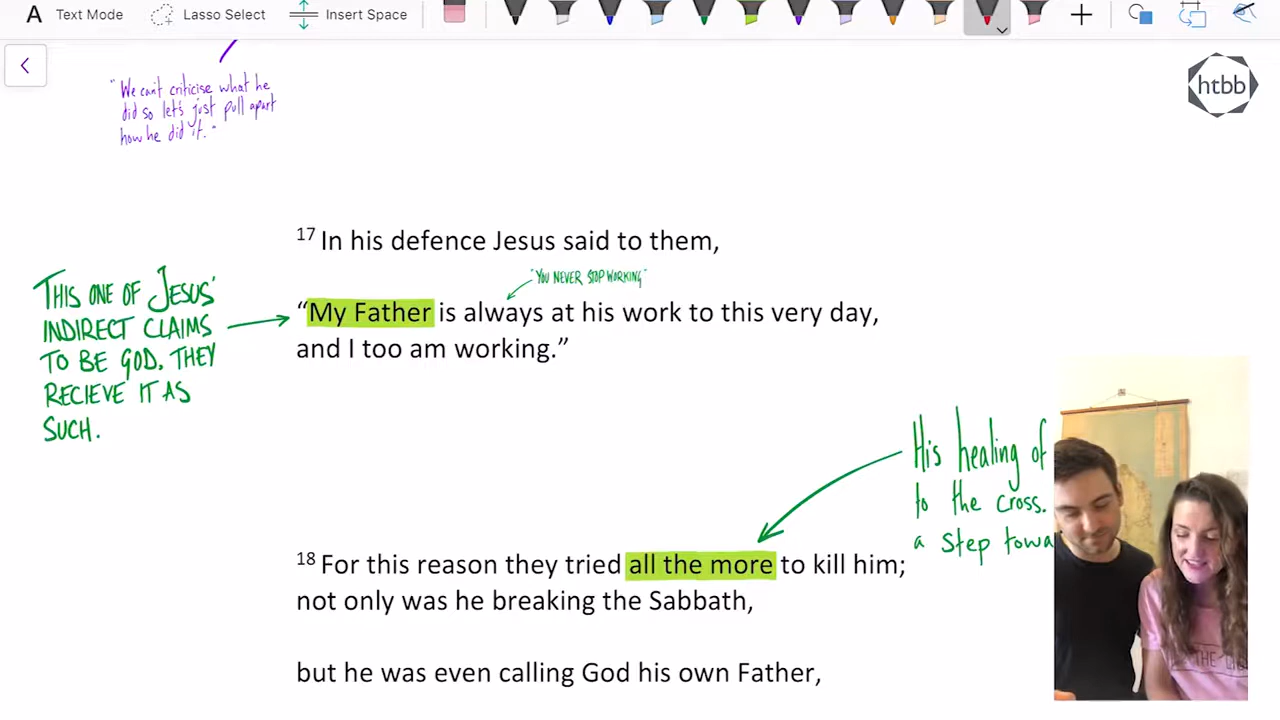 A Text Mode Lasso Select Insert Space
htbb
"We can't criticise what he
did so let's just pull apart
how he did it."
17 In his defence Jesus said to them,
"YOU NEVER STOP WORKING"
THIS ONE OF JESUS'
INDIRECT CLAIMS
TO BE GOD. THEY
RECIEVE IT AS
SUCH.
“My Father is always at his work to this very day,
and I too am working.”
His healing of
to the cross.
a step towa
18 For this reason they tried all the more to kill him;
not only was he breaking the Sabbath,
but he was even calling God his own Father,
THE